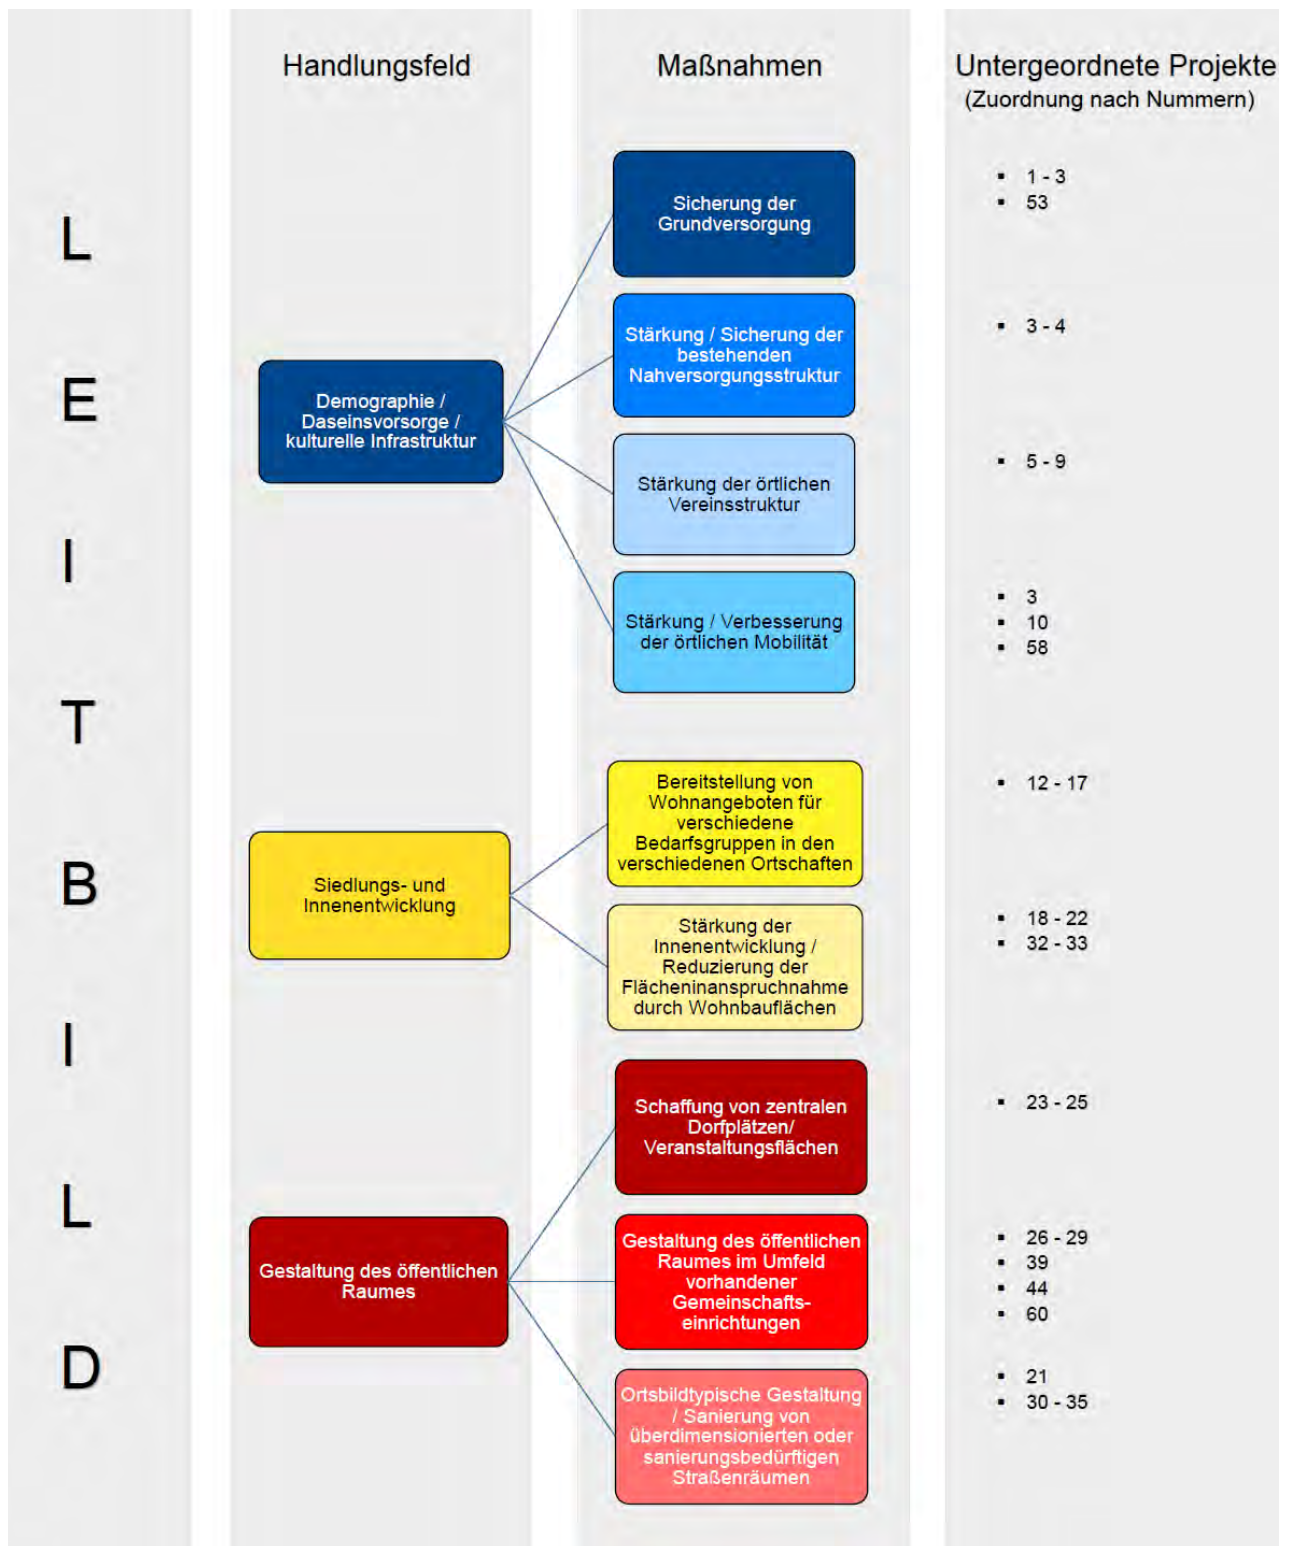 LEITBILD
Handlungsfeld
Maßnahmen
Untergeordnete Projekte
(Zuordnung nach Nummern)
Demographie /
Daseinsvorsorge /
kulturelle Infrastruktur
Sicherung der
Grundversorgung
▪ 1 - 3
▪ 53
Stärkung / Sicherung der
bestehenden
Nahversorgungsstruktur
▪ 3 - 4
Stärkung der örtlichen
Vereinsstruktur
▪ 5 - 9
Stärkung / Verbesserung
der örtlichen Mobilität
▪ 3
▪ 10
▪ 58
Siedlungs- und
Innenentwicklung
Bereitstellung von
Wohnangeboten für
verschiedene
Bedarfsgruppen in den
verschiedenen Ortschaften
▪ 12 - 17
Stärkung der
Innenentwicklung /
Reduzierung der
Flächeninanspruchnahme
durch Wohnbauflächen
▪ 18 - 22
▪ 32 - 33
Gestaltung des öffentlichen
Raumes
Schaffung von zentralen
Dorfplätzen/
Veranstaltungsflächen
▪ 23 - 25
Gestaltung des öffentlichen
Raumes im Umfeld
vorhandener
Gemeinschafts-
einrichtungen
▪ 26 - 29
▪ 39
▪ 44
▪ 60
Ortsbildtypische Gestaltung
/ Sanierung von
überdimensionierten oder
sanierungsbedürftigen
Straßenräumen
▪ 21
▪ 30 - 35